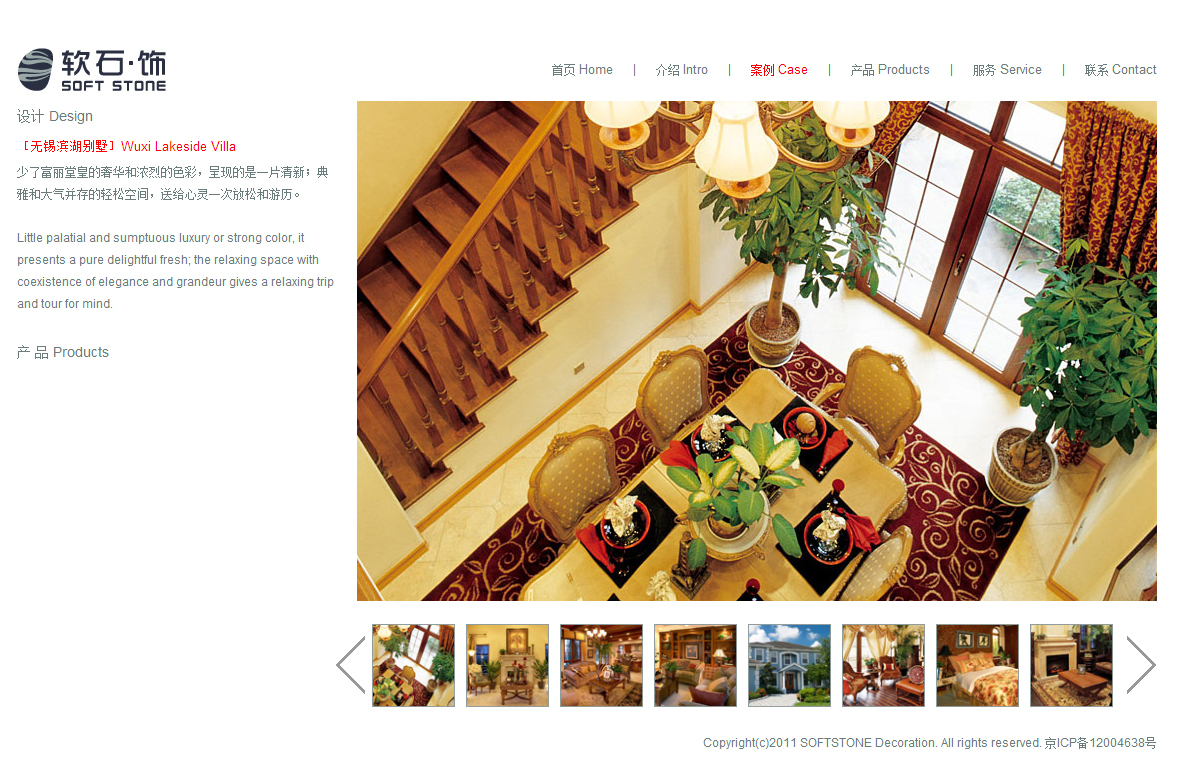 软石·饰
SOFT STONE
首页 Home | 介绍 Intro | 案例 Case | 产品 Products | 服务 Service | 联系 Contact
设计 Design
［无锡滨湖别墅］Wuxi Lakeside Villa
少了富丽堂皇的奢华和浓烈的色彩，呈现的是一片清新；典
雅和大气并存的轻松空间，送给心灵一次放松和游历。
Little palatial and sumptuous luxury or strong color, it
presents a pure delightful fresh; the relaxing space with
coexistence of elegance and grandeur gives a relaxing trip
and tour for mind.
产 品 Products
Copyright(c)2011 SOFTSTONE Decoration. All rights reserved. 京ICP备12004638号